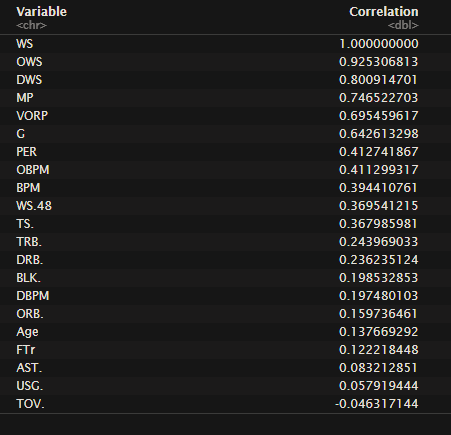 Variable Correlation
<chr> <dbl>
WS 1.000000000
OWS 0.925306813
DWS 0.800914701
MP 0.746522703
VORP 0.695459617
G 0.642613298
PER 0.412741867
OBPM 0.411299317
BPM 0.394410761
WS.48 0.369541215
TS. 0.367985981
TRB. 0.243969033
DRB. 0.236235124
BLK. 0.198532853
DBPM 0.197480103
ORB. 0.159736461
Age 0.137669292
FTr 0.122218448
AST. 0.083212851
USG. 0.057919444
TOV. -0.046317144